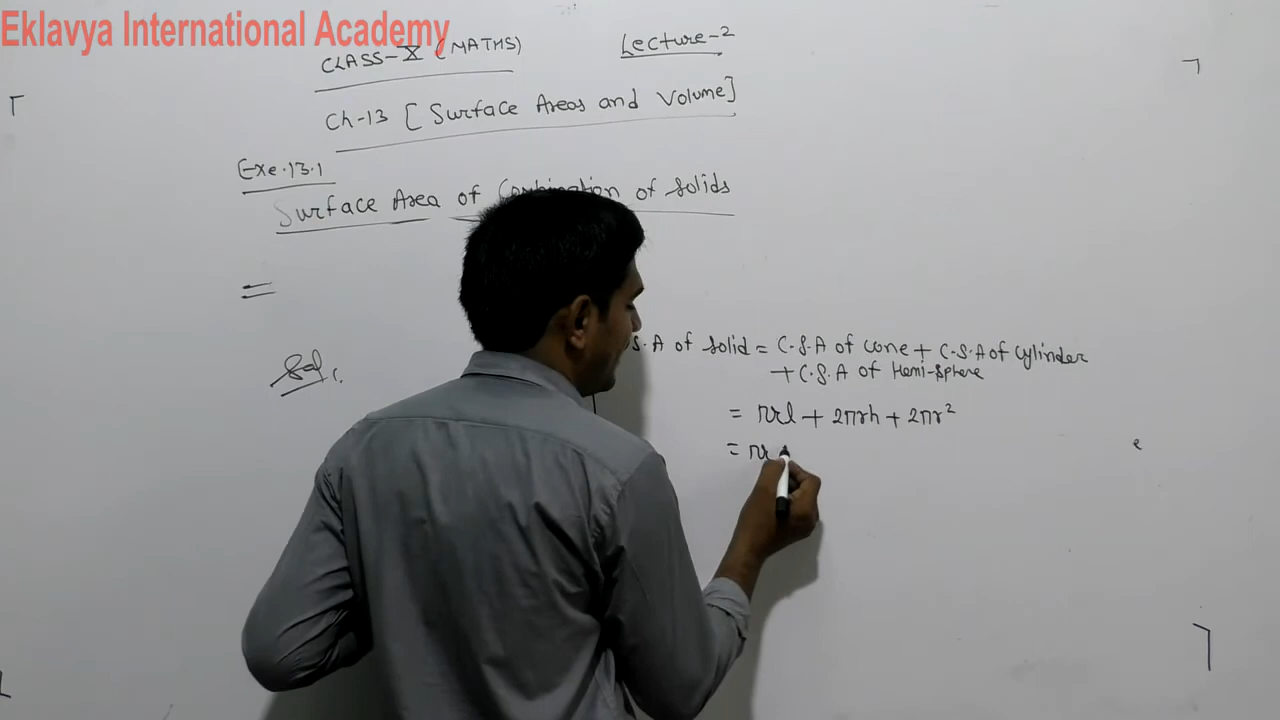 Eklavya International Academy
CLASS-X (MATHS)
Lecture-2
Ch-13 [Surface Areas and Volume]
Exe.13.1
Surface Area of Combination of Solids
=
Sol.
S.A of Solid = C.S.A of Cone + C.S.A of Cylinder
+ C.S.A of Hemi-Sphere
= πrl + 2πrh + 2πr²
= πr